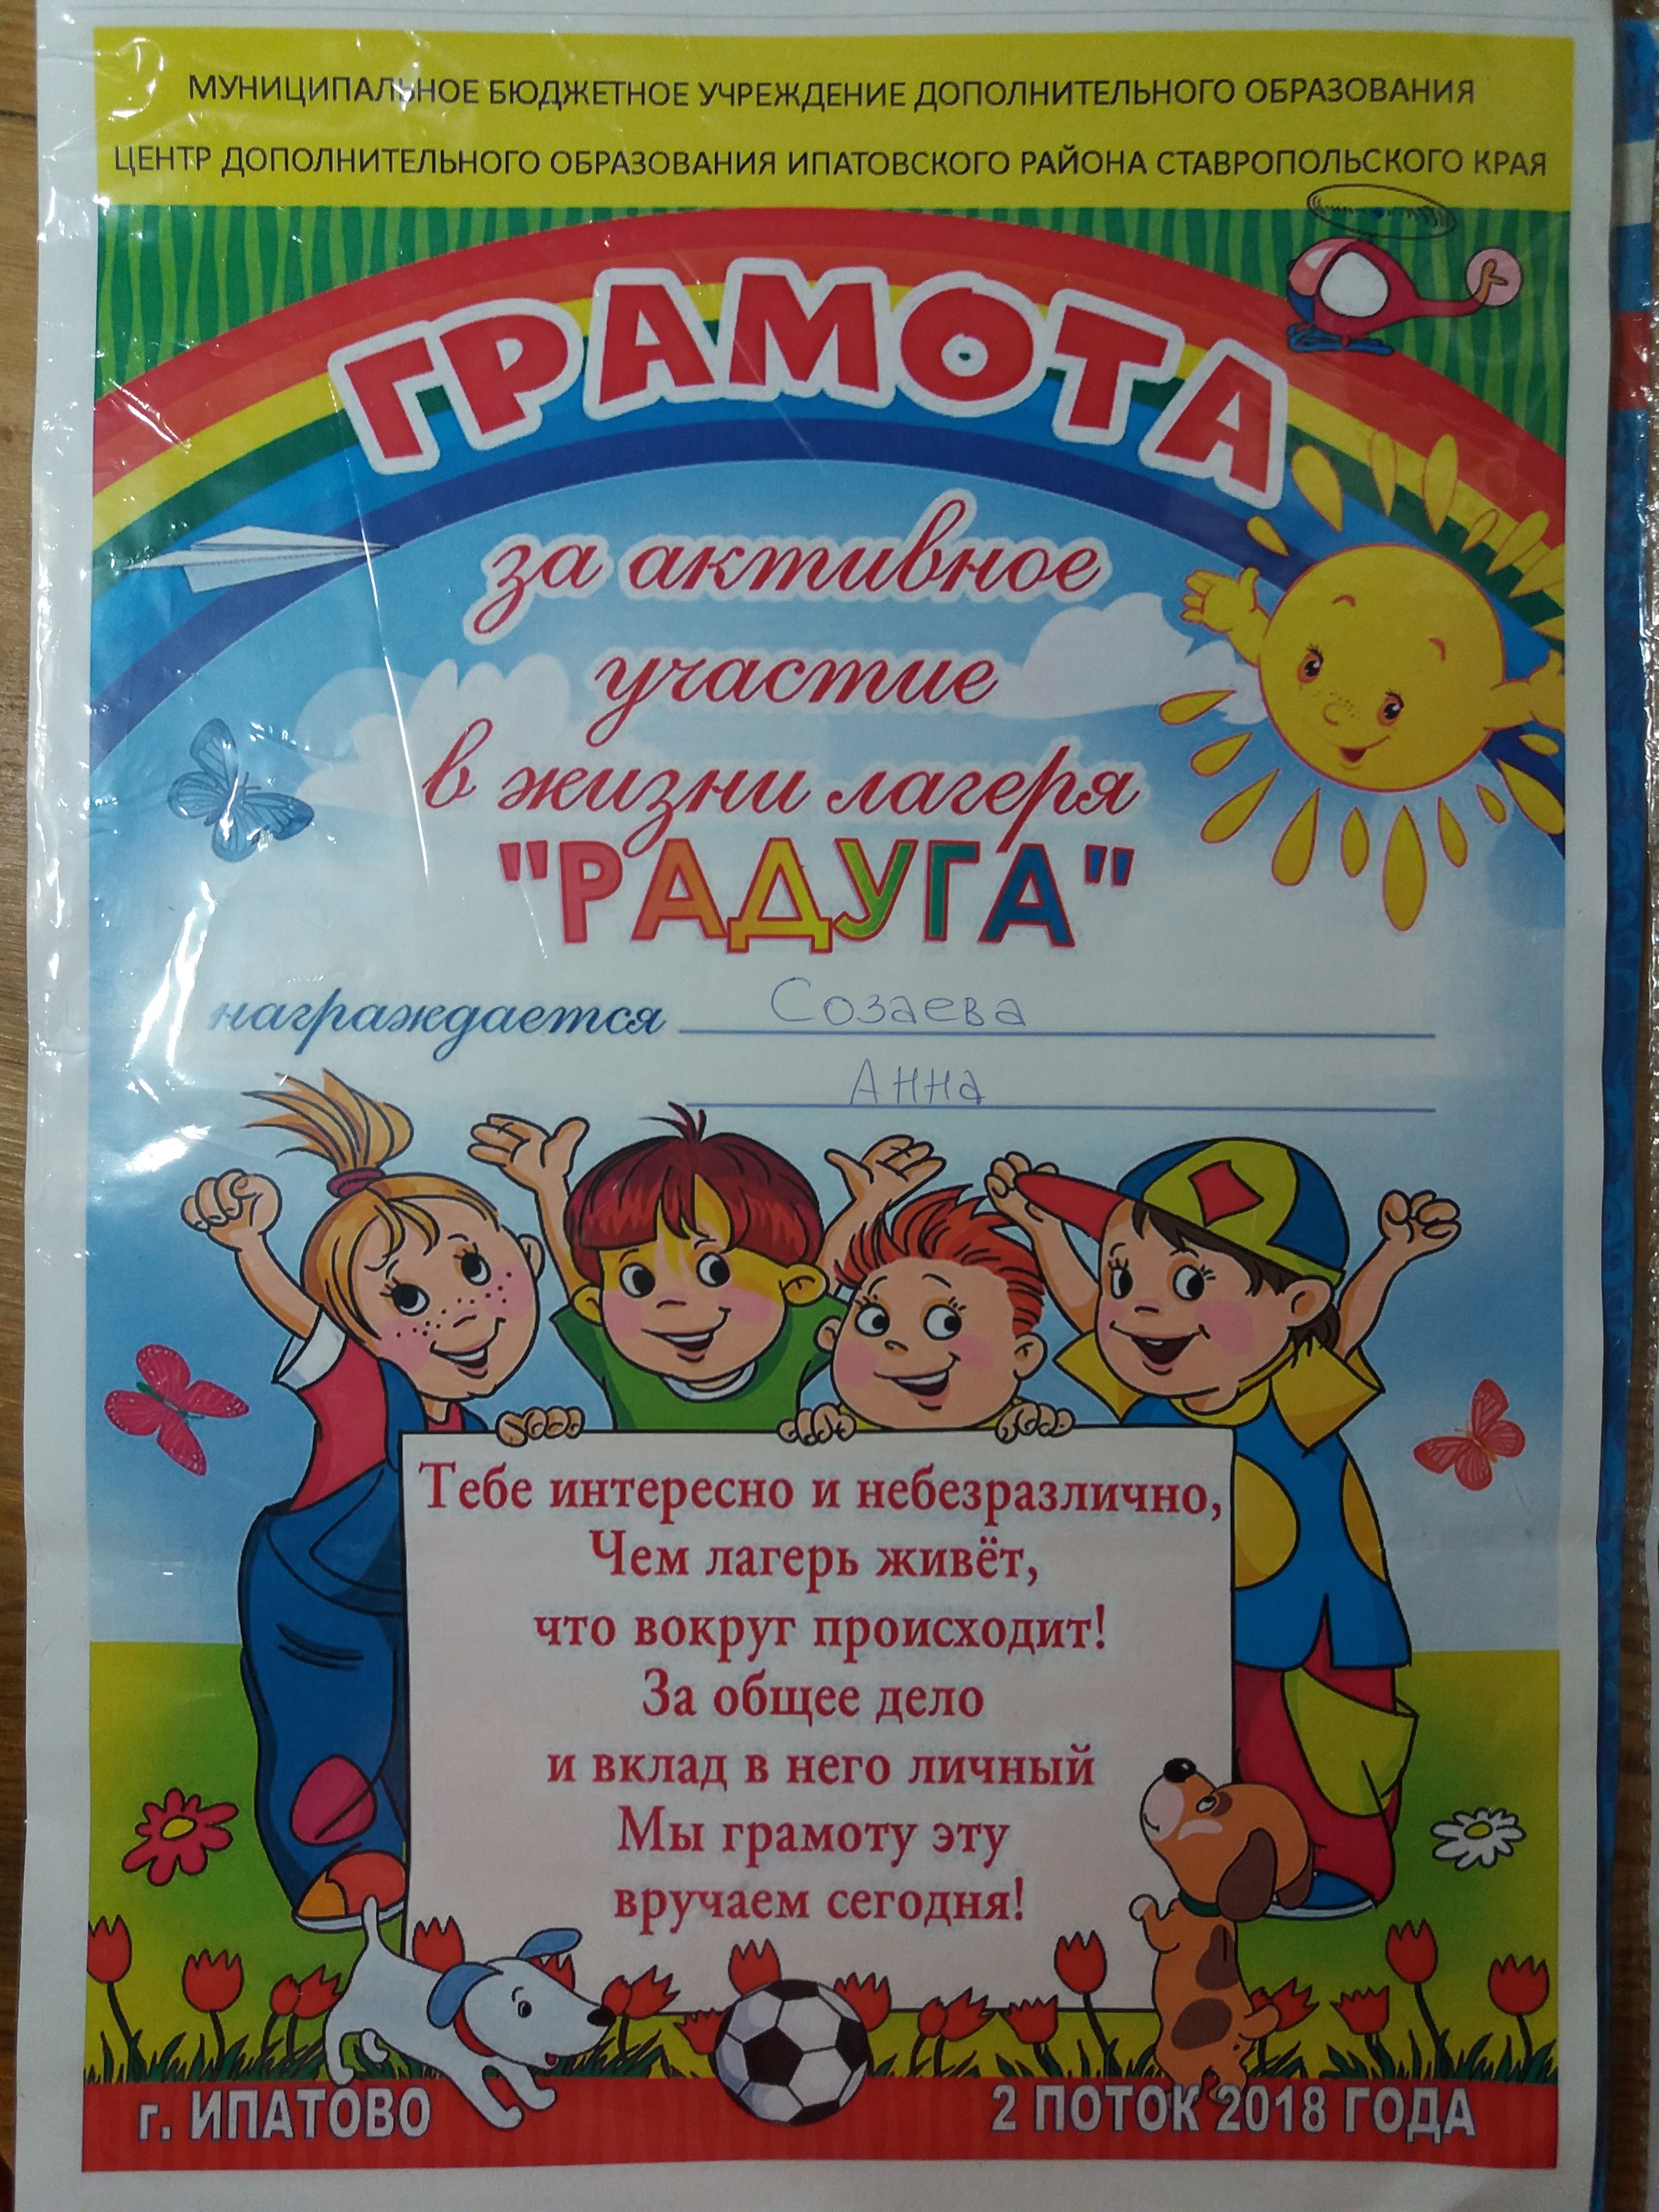 МУНИЦИПАЛЬНОЕ БЮДЖЕТНОЕ УЧРЕЖДЕНИЕ ДОПОЛНИТЕЛЬНОГО ОБРАЗОВАНИЯ
ЦЕНТР ДОПОЛНИТЕЛЬНОГО ОБРАЗОВАНИЯ ИПАТОВСКОГО РАЙОНА СТАВРОПОЛЬСКОГО КРАЯ
ГРАМОТА
за активное
участие
в жизни лагеря
"РАДУГА"
награждается Созаева
Анна
Тебе интересно и небезразлично,
Чем лагерь живёт,
что вокруг происходит!
За общее дело
и вклад в него личный
Мы грамоту эту
вручаем сегодня!
г. ИПАТОВО 2 ПОТОК 2018 ГОДА